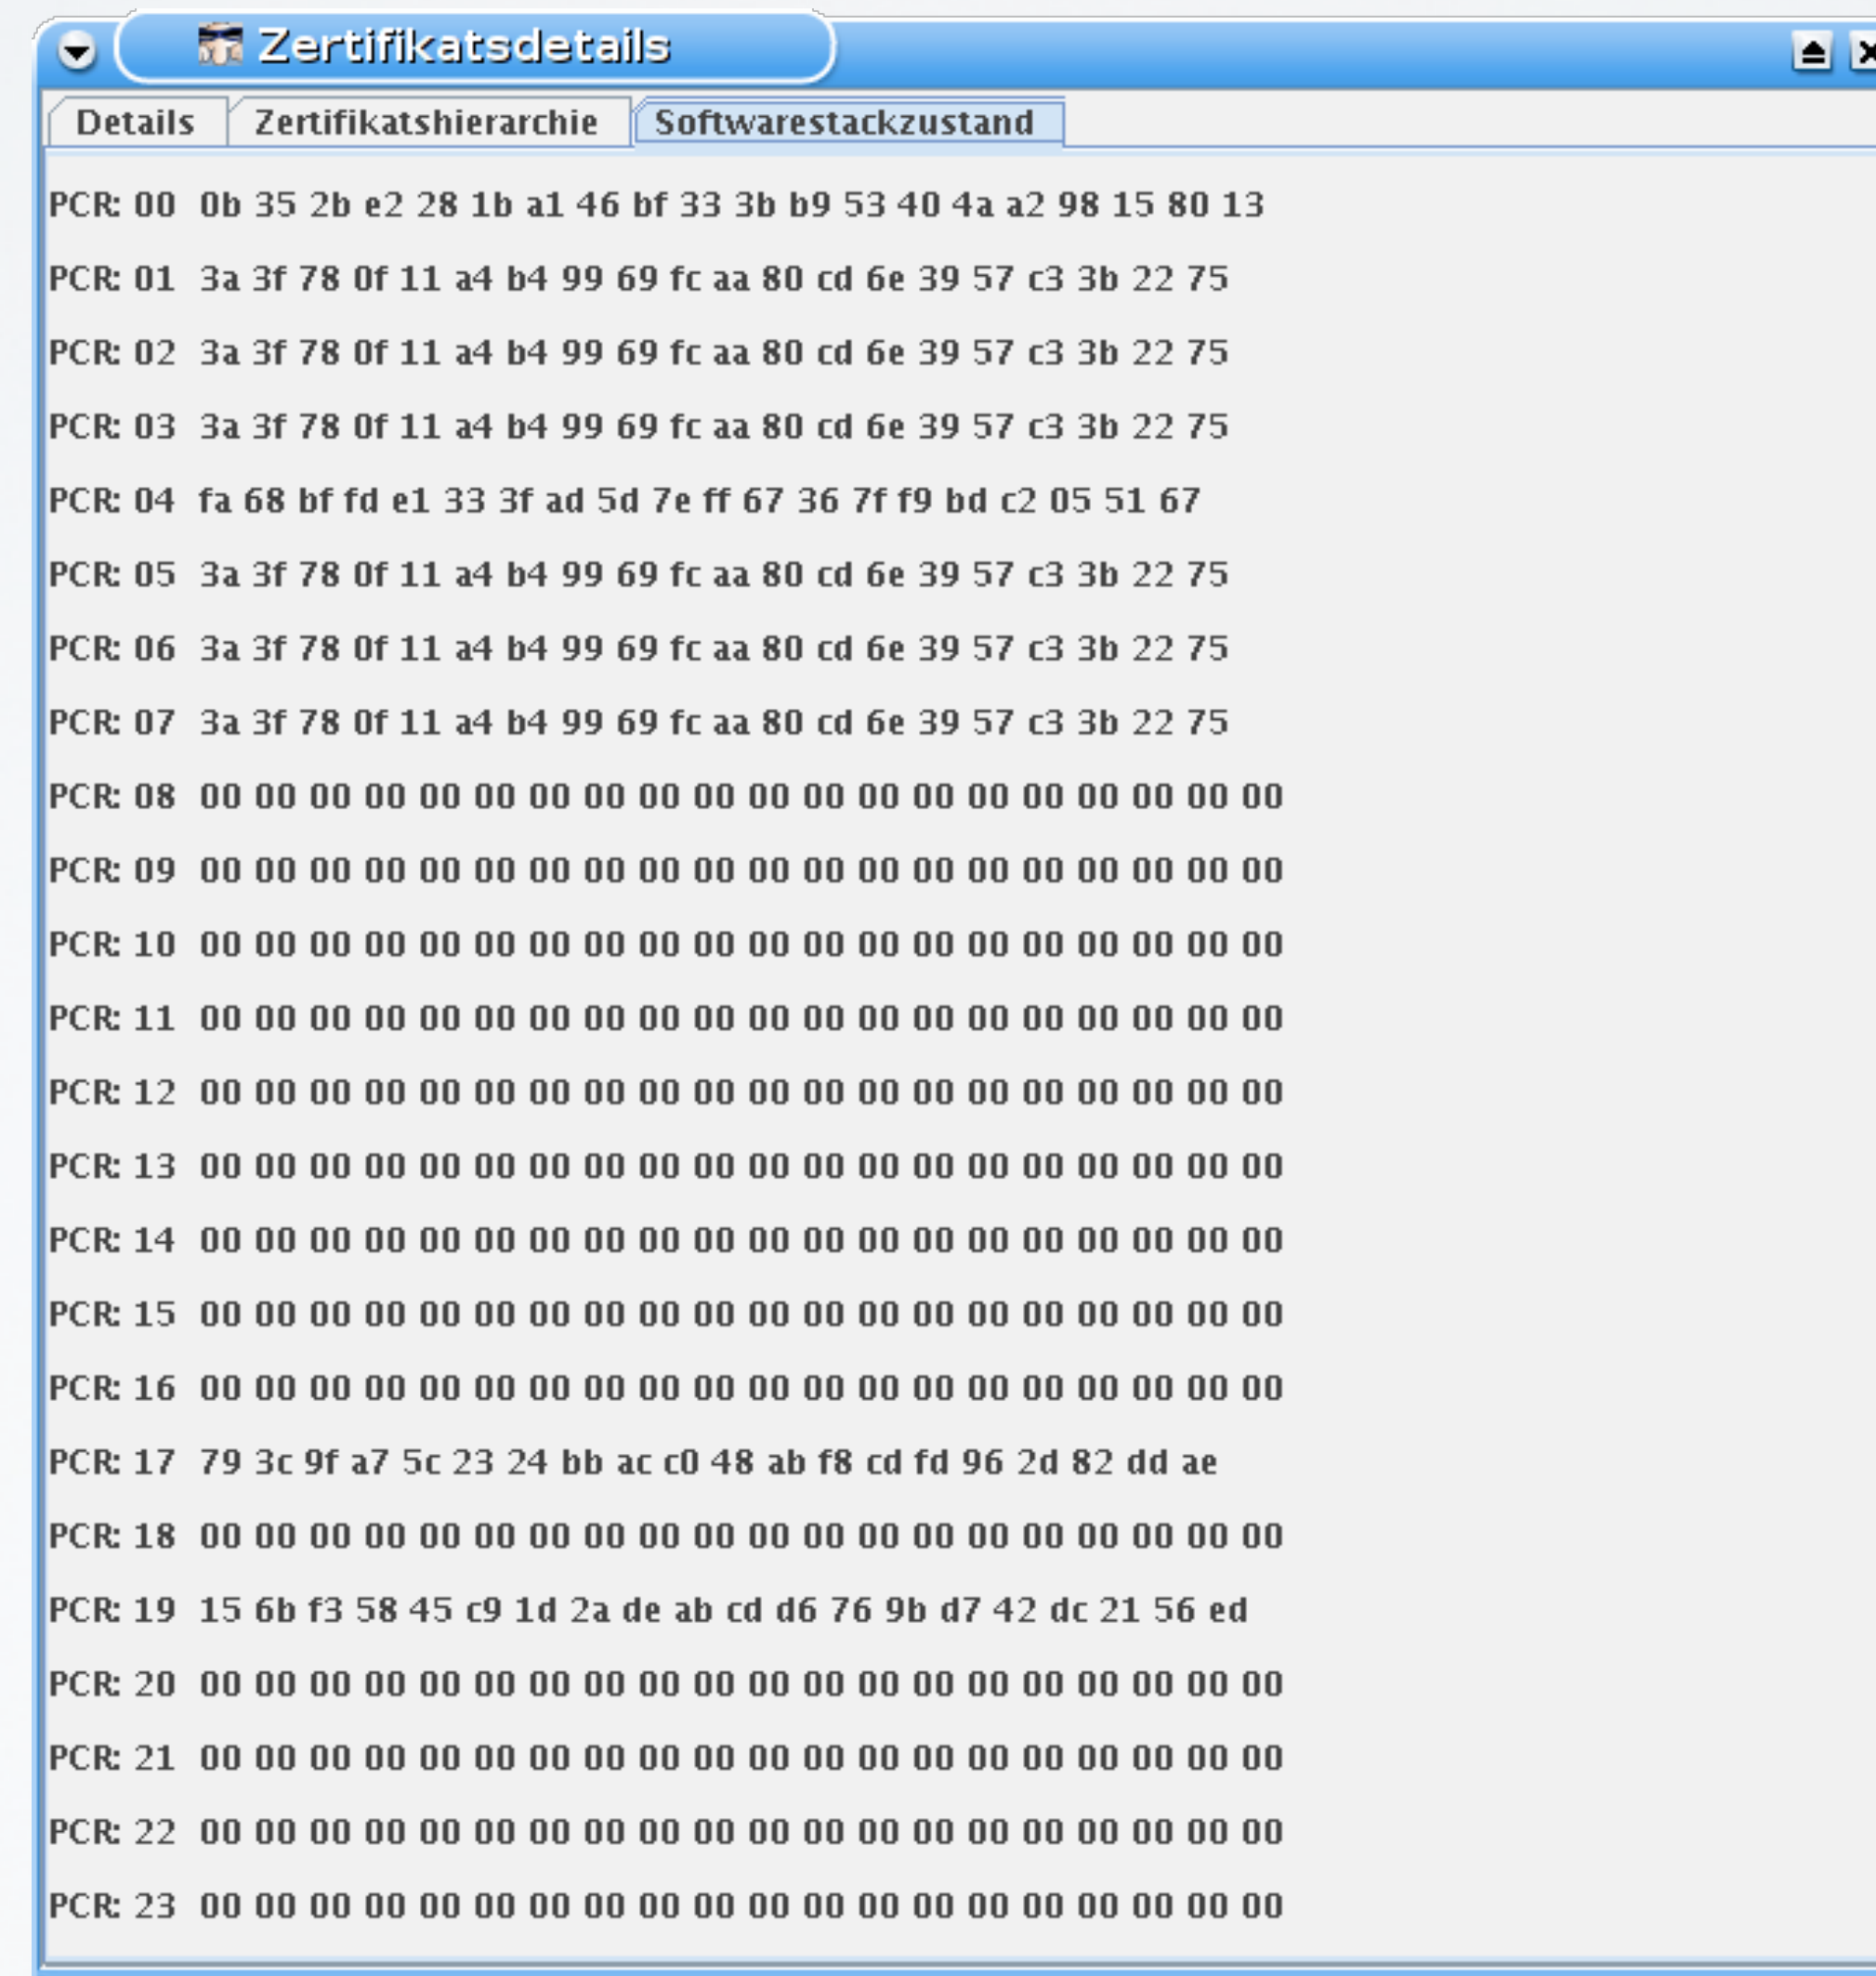 Zertifikatsdetails
Details Zertifikatshierarchie Softwarestackzustand
PCR: 00 0b 35 2b e2 28 1b a1 46 bf 33 3b b9 53 40 4a a2 98 15 80 13
PCR: 01 3a 3f 78 0f 11 a4 b4 99 69 fc aa 80 cd 6e 39 57 c3 3b 22 75
PCR: 02 3a 3f 78 0f 11 a4 b4 99 69 fc aa 80 cd 6e 39 57 c3 3b 22 75
PCR: 03 3a 3f 78 0f 11 a4 b4 99 69 fc aa 80 cd 6e 39 57 c3 3b 22 75
PCR: 04 fa 68 bf fd e1 33 3f ad 5d 7e ff 67 36 7f f9 bd c2 05 51 67
PCR: 05 3a 3f 78 0f 11 a4 b4 99 69 fc aa 80 cd 6e 39 57 c3 3b 22 75
PCR: 06 3a 3f 78 0f 11 a4 b4 99 69 fc aa 80 cd 6e 39 57 c3 3b 22 75
PCR: 07 3a 3f 78 0f 11 a4 b4 99 69 fc aa 80 cd 6e 39 57 c3 3b 22 75
PCR: 08 00 00 00 00 00 00 00 00 00 00 00 00 00 00 00 00 00 00 00 00
PCR: 09 00 00 00 00 00 00 00 00 00 00 00 00 00 00 00 00 00 00 00 00
PCR: 10 00 00 00 00 00 00 00 00 00 00 00 00 00 00 00 00 00 00 00 00
PCR: 11 00 00 00 00 00 00 00 00 00 00 00 00 00 00 00 00 00 00 00 00
PCR: 12 00 00 00 00 00 00 00 00 00 00 00 00 00 00 00 00 00 00 00 00
PCR: 13 00 00 00 00 00 00 00 00 00 00 00 00 00 00 00 00 00 00 00 00
PCR: 14 00 00 00 00 00 00 00 00 00 00 00 00 00 00 00 00 00 00 00 00
PCR: 15 00 00 00 00 00 00 00 00 00 00 00 00 00 00 00 00 00 00 00 00
PCR: 16 00 00 00 00 00 00 00 00 00 00 00 00 00 00 00 00 00 00 00 00
PCR: 17 79 3c 9f a7 5c 23 24 bb ac c0 48 ab f8 cd fd 96 2d 82 dd ae
PCR: 18 00 00 00 00 00 00 00 00 00 00 00 00 00 00 00 00 00 00 00 00
PCR: 19 15 6b f3 58 45 c9 1d 2a de ab cd d6 76 9b d7 42 dc 21 56 ed
PCR: 20 00 00 00 00 00 00 00 00 00 00 00 00 00 00 00 00 00 00 00 00
PCR: 21 00 00 00 00 00 00 00 00 00 00 00 00 00 00 00 00 00 00 00 00
PCR: 22 00 00 00 00 00 00 00 00 00 00 00 00 00 00 00 00 00 00 00 00
PCR: 23 00 00 00 00 00 00 00 00 00 00 00 00 00 00 00 00 00 00 00 00